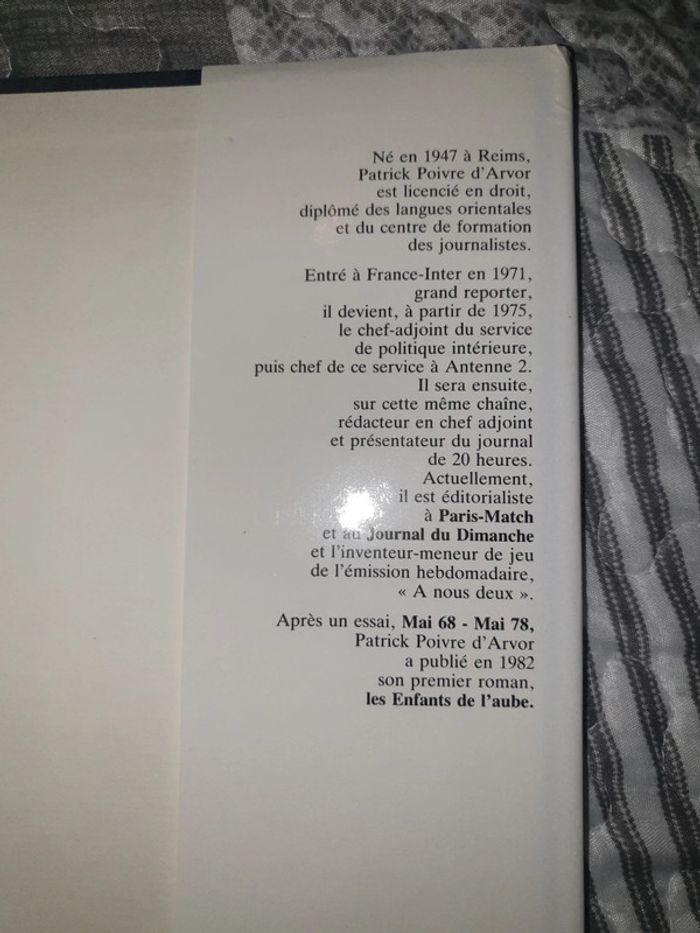 Né en 1947 à Reims,
Patrick Poivre d'Arvor
est licencié en droit,
diplômé des langues orientales
et du centre de formation
des journalistes.
Entré à France-Inter en 1971,
grand reporter,
il devient, à partir de 1975,
le chef-adjoint du service
de politique intérieure,
puis chef de ce service à Antenne 2.
Il sera ensuite,
sur cette même chaîne,
rédacteur en chef adjoint
et présentateur du journal
de 20 heures.
Actuellement,
il est éditorialiste
à Paris-Match
et au Journal du Dimanche
et l'inventeur-meneur de jeu
de l'émission hebdomadaire,
« A nous deux ».
Après un essai, Mai 68 - Mai 78,
Patrick Poivre d'Arvor
a publié en 1982
son premier roman,
les Enfants de l'aube.